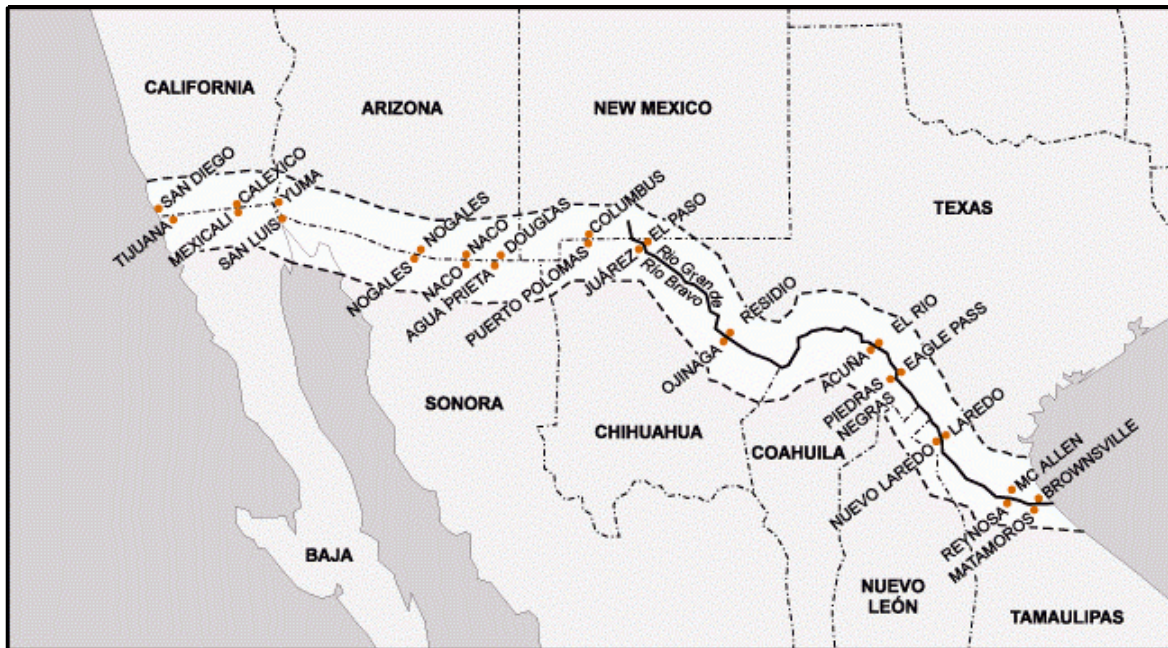 CALIFORNIA
ARIZONA
NEW MEXICO
TEXAS
SAN DIEGO
TIJUANA
CALEXICO
MEXICALI
YUMA
SAN LUIS
NOGALES
NOGALES
NACO
NACO
DOUGLAS
AGUA PRIETA
COLUMBUS
PUERTO POLOMAS
EL PASO
JUÁREZ
Rio Gran de
Rio Bravo
RESIDIO
OJINAGA
EL RIO
ACUÑA
EAGLE PASS
PIEDRAS
NEGRAS
LAREDO
NUEVO LAREDO
MC ALLEN
REYNOSA
BROWNSVILLE
MATAMOROS
SONORA
CHIHUAHUA
COAHUILA
BAJA
NUEVO
LEÓN
TAMAULIPAS